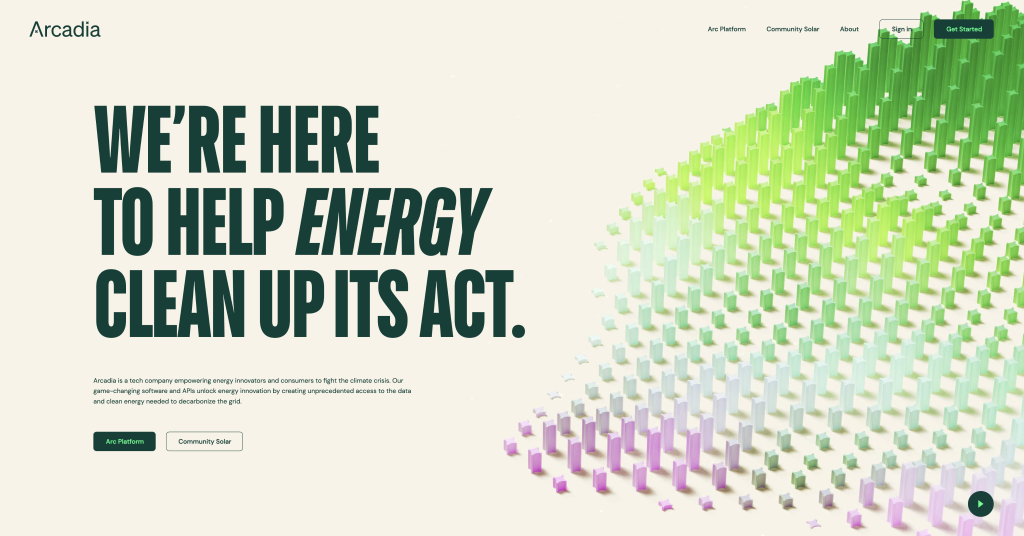 Arcadia
Arc Platform
Community Solar
About
Sign in
Get Started
WE’RE HERE
TO HELP ENERGY
CLEAN UP ITS ACT.
Arcadia is a tech company empowering energy innovators and consumers to fight the climate crisis. Our
game-changing software and APIs unlock energy innovation by creating unprecedented access to the data
and clean energy needed to decarbonize the grid.
Arc Platform
Community Solar